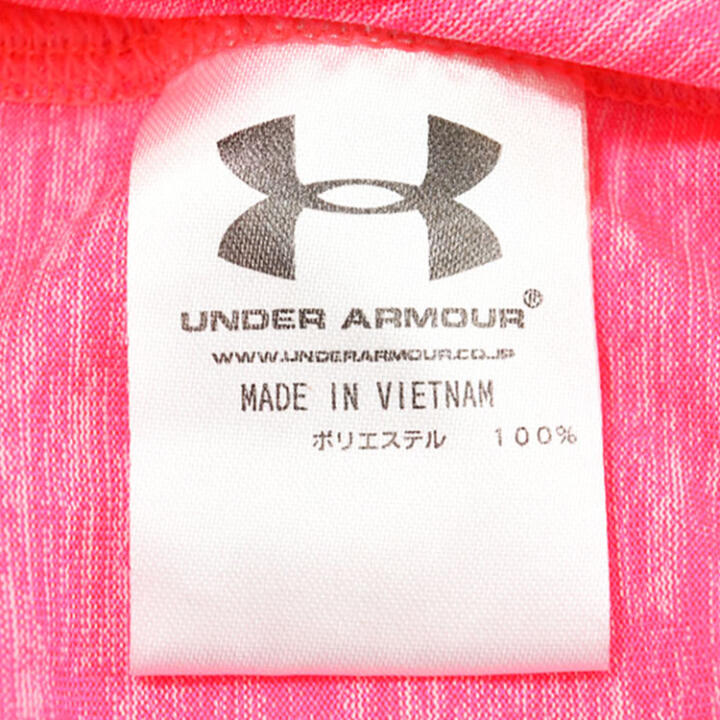 UNDER ARMOUR®
WWW.UNDERARMOUR.CO.JP
MADE IN VIETNAM
ポリエステル 100%